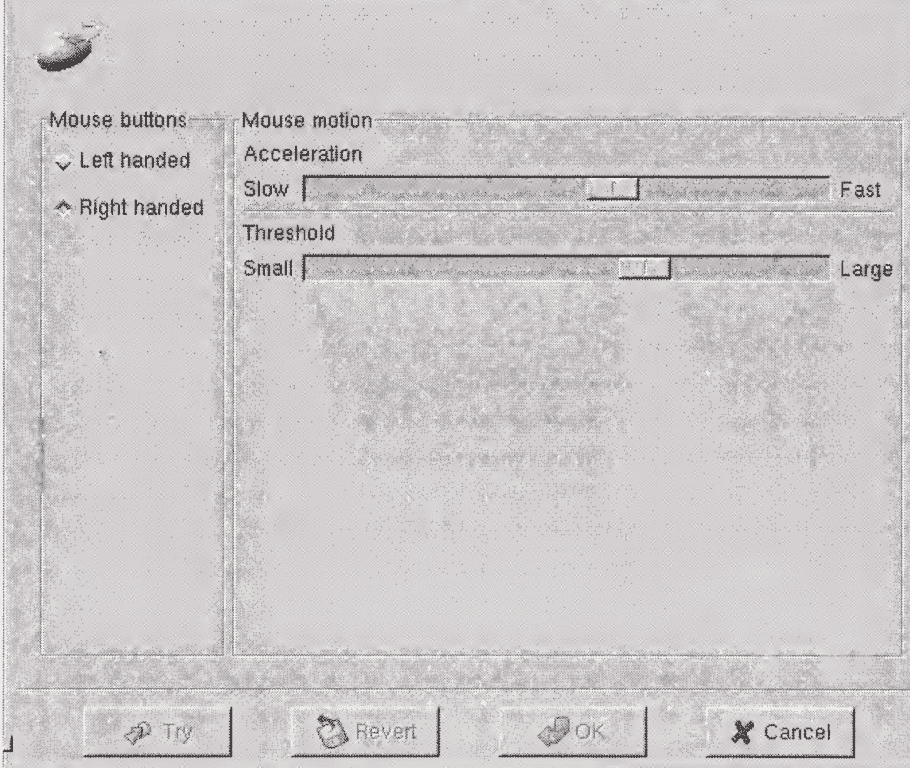 Mouse buttons
Left handed
Right handed
Mouse motion
Acceleration
Slow Fast
Threshold
Small Large
Try Revert OK Cancel